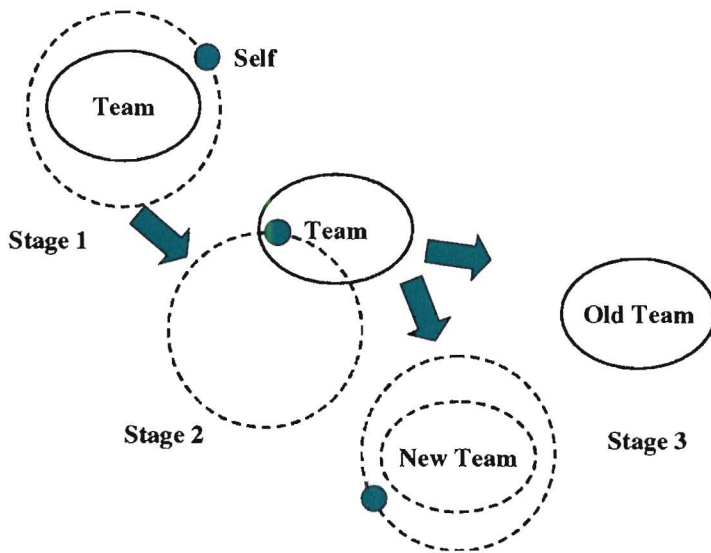 Self
Team
Stage 1
Team
Old Team
Stage 2
New Team
Stage 3